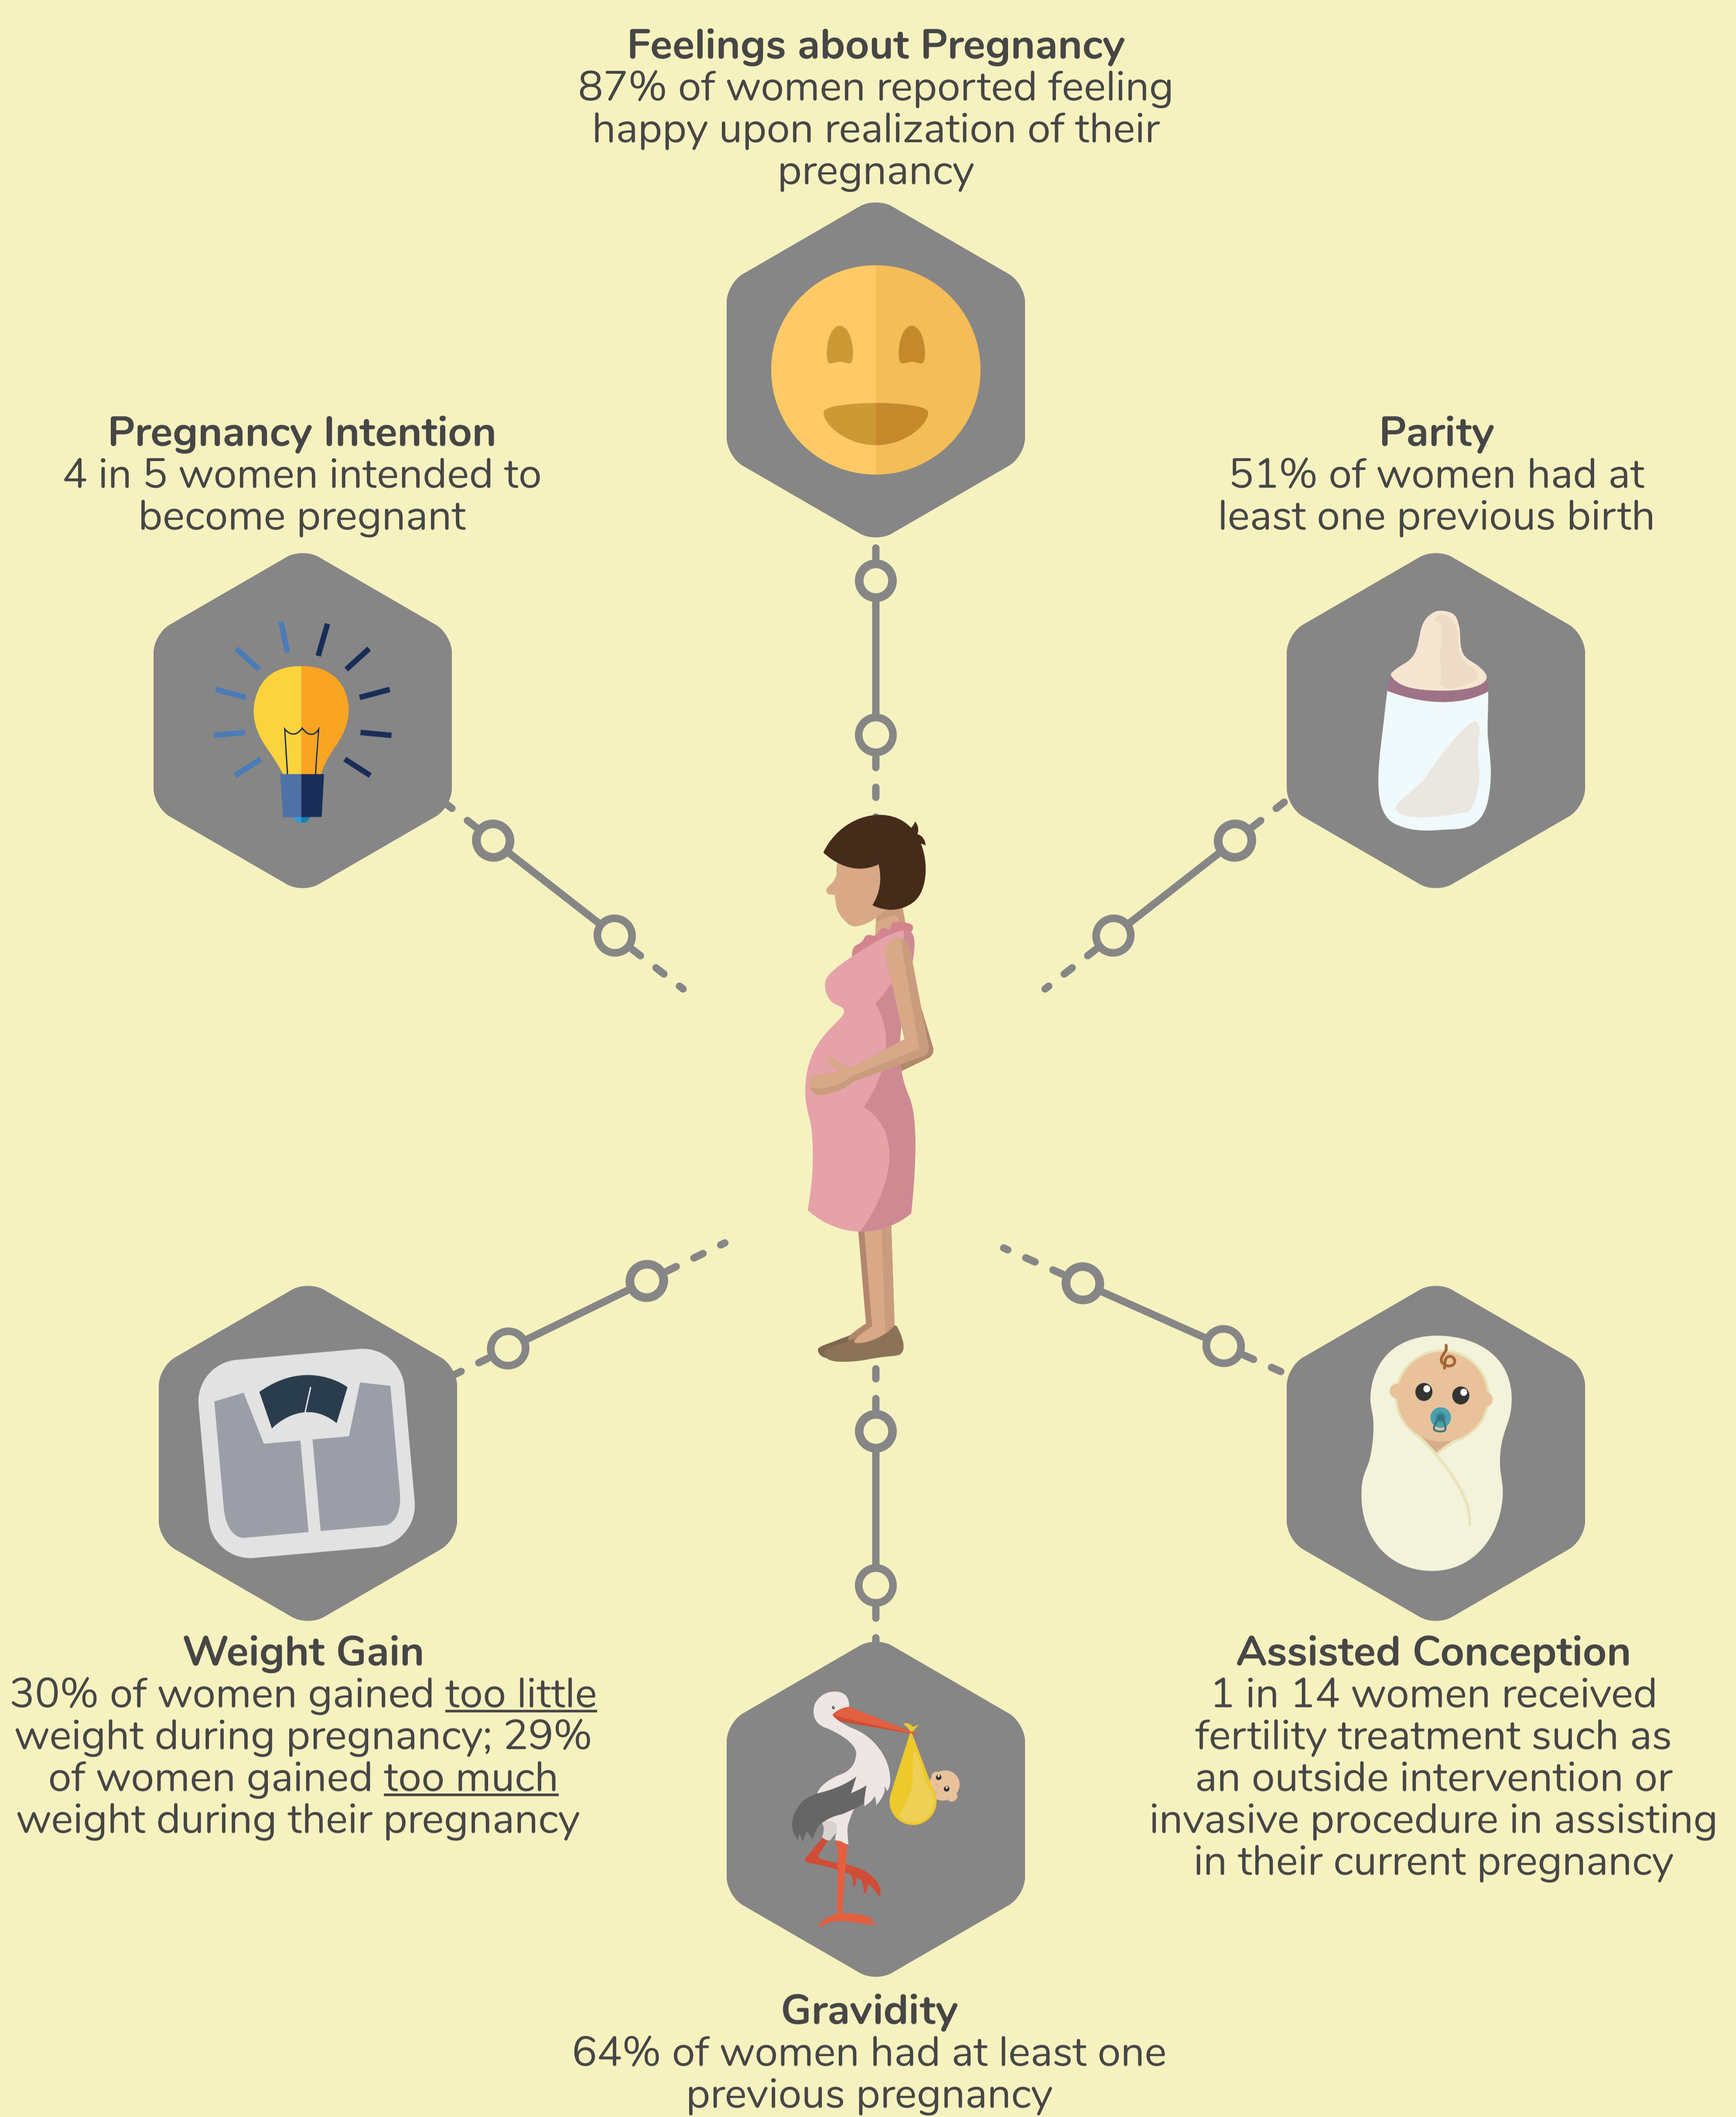 Feelings about Pregnancy
87% of women reported feeling
happy upon realization of their
pregnancy
Pregnancy Intention
4 in 5 women intended to
become pregnant
Parity
51% of women had at
least one previous birth
Weight Gain
30% of women gained too little
weight during pregnancy; 29%
of women gained too much
weight during their pregnancy
Assisted Conception
1 in 14 women received
fertility treatment such as
an outside intervention or
invasive procedure in assisting
in their current pregnancy
Gravidity
64% of women had at least one
previous pregnancy